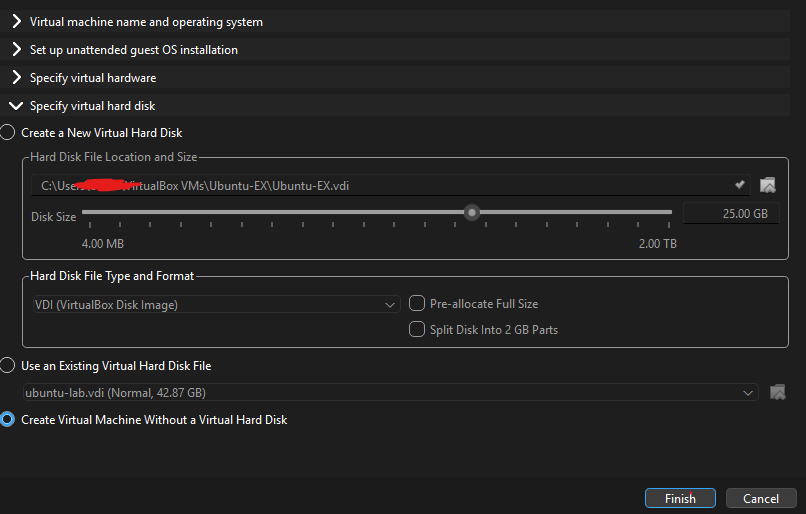 Virtual machine name and operating system
Set up unattended guest OS installation
Specify virtual hardware
Specify virtual hard disk
Create a New Virtual Hard Disk
Hard Disk File Location and Size
C:\Users VirtualBox VMs\Ubuntu-EX\Ubuntu-EX.vdi
Disk Size 25.00 GB
4.00 MB 2.00 TB
Hard Disk File Type and Format
VDI (VirtualBox Disk Image) Pre-allocate Full Size
Split Disk Into 2 GB Parts
Use an Existing Virtual Hard Disk File
ubuntu-lab.vdi (Normal, 42.87 GB)
Create Virtual Machine Without a Virtual Hard Disk
Finish Cancel